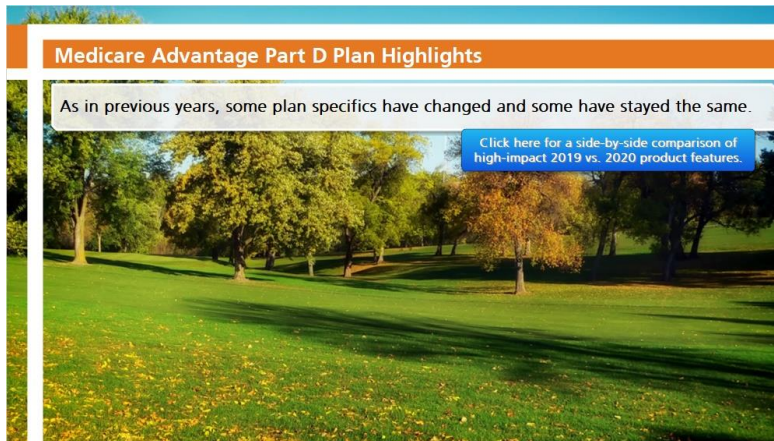 Medicare Advantage Part D Plan Highlights
As in previous years, some plan specifics have changed and some have stayed the same.
Click here for a side-by-side comparison of
high-impact 2019 vs. 2020 product features.